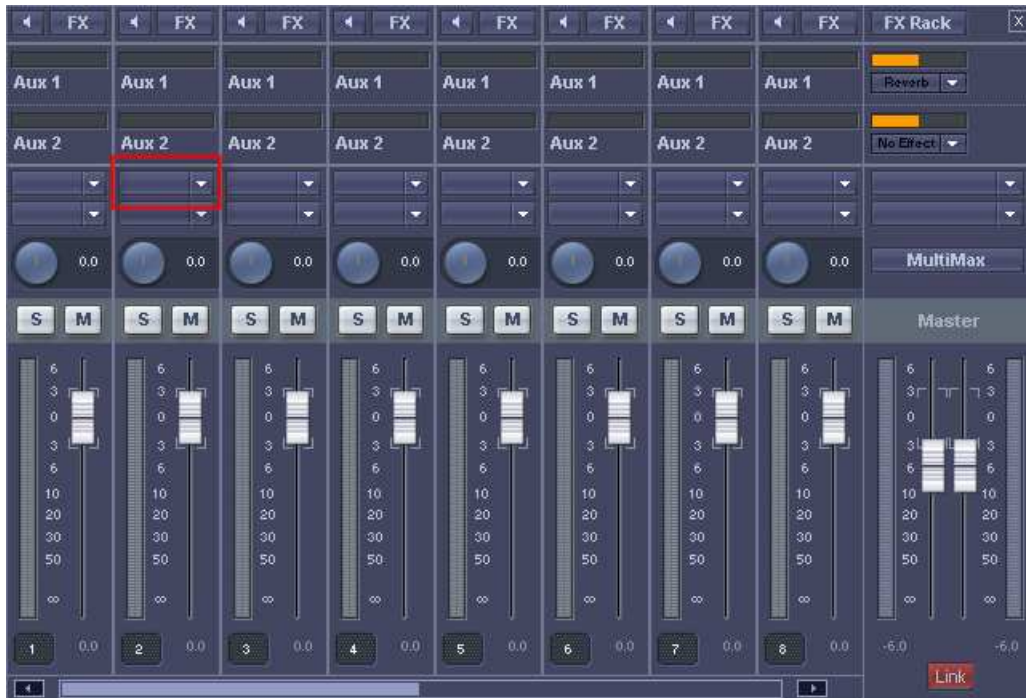 FX FX FX FX FX FX FX FX FX Rack X
Aux 1 Aux 1 Aux 1 Aux 1 Aux 1 Aux 1 Aux 1 Aux 1 Reverb
Aux 2 Aux 2 Aux 2 Aux 2 Aux 2 Aux 2 Aux 2 Aux 2 No Effect
0.0 0.0 0.0 0.0 0.0 0.0 0.0 0.0 MultiMax
S M S M S M S M S M S M S M S M Master
6 6 6 6 6 6 6 6 6 6
3 3 3 3 3 3 3 3 3 3
0 0 0 0 0 0 0 0 0 0
3 3 3 3 3 3 3 3 3 3
6 6 6 6 6 6 6 6 6 6
10 10 10 10 10 10 10 10 10 10
20 20 20 20 20 20 20 20 20 20
30 30 30 30 30 30 30 30 30 30
50 50 50 50 50 50 50 50 50 50
∞ ∞ ∞ ∞ ∞ ∞ ∞ ∞ ∞ ∞
1 0.0 2 0.0 3 0.0 4 0.0 5 0.0 6 0.0 7 0.0 8 0.0 -6.0 -6.0
Link